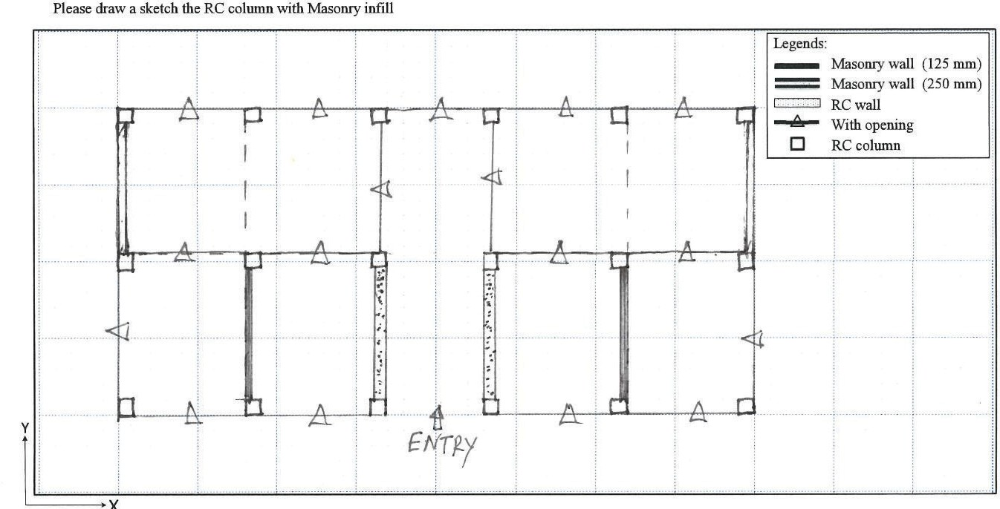 Please draw a sketch the RC column with Masonry infill
Legends:
Masonry wall (125 mm)
Masonry wall (250 mm)
RC wall
With opening
RC column
ENTRY
Y
X